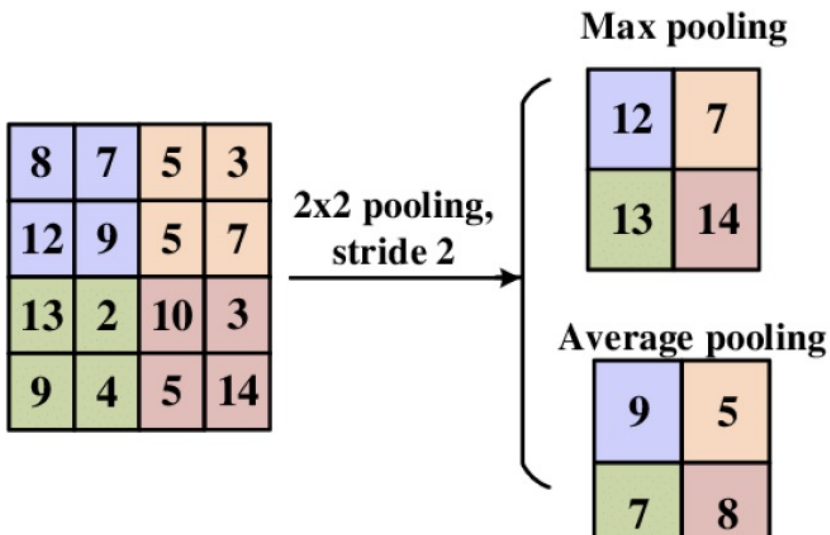 8 7 5 3
12 9 5 7
13 2 10 3
9 4 5 14
2x2 pooling,
stride 2
Max pooling
12 7
13 14
Average pooling
9 5
7 8